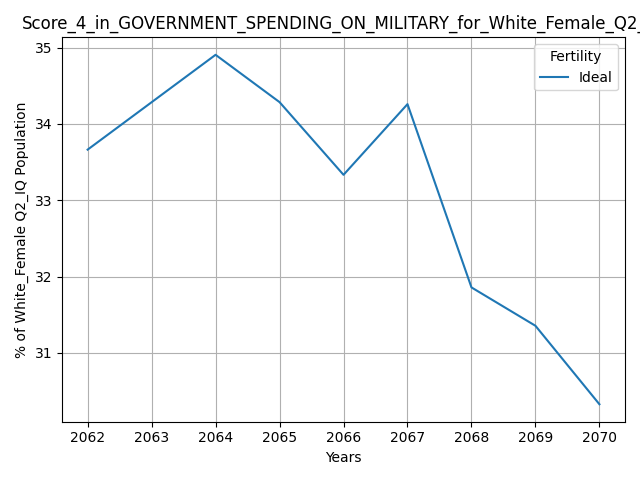 Score_4_in_GOVERNMENT_SPENDING_ON_MILITARY_for_White_Female_Q2_
Fertility
Ideal
% of White_Female Q2_IQ Population
35
34
33
32
31
2062 2063 2064 2065 2066 2067 2068 2069 2070
Years